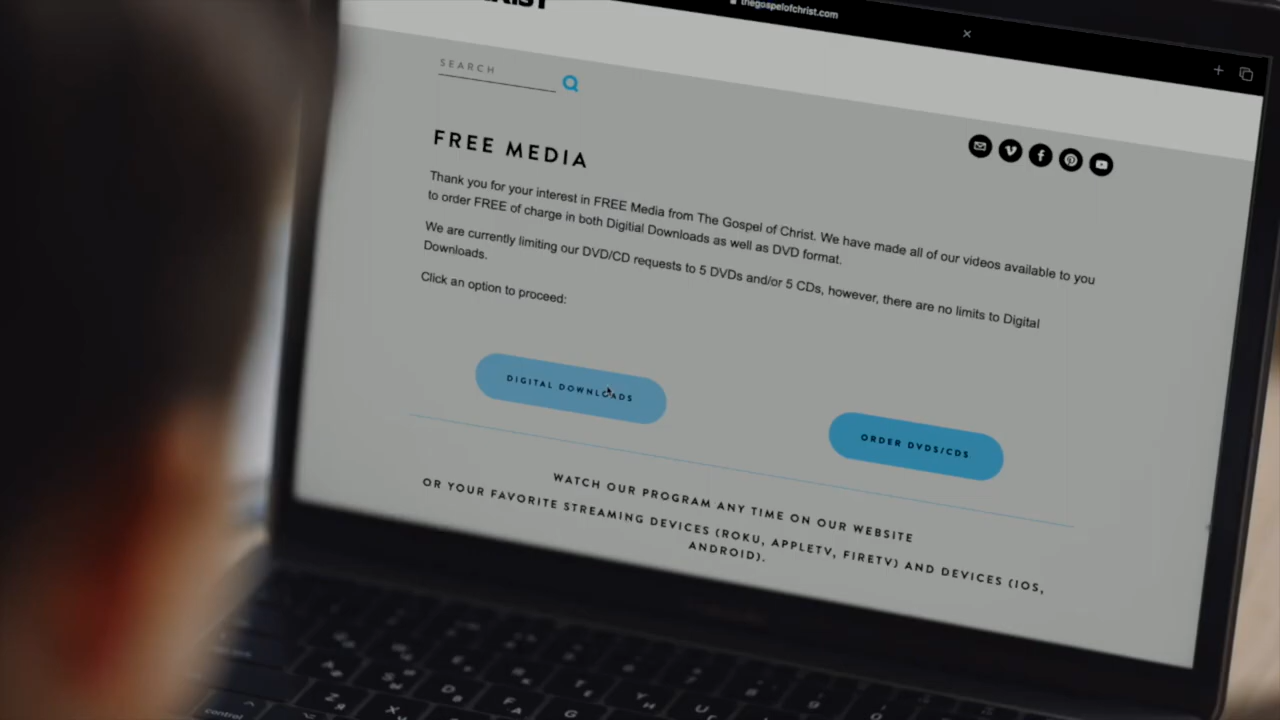 thegospelofchrist.com
SEARCH
FREE MEDIA
Thank you for your interest in FREE Media from The Gospel of Christ. We have made all of our videos available to you
to order FREE of charge in both Digitial Downloads as well as DVD format.
We are currently limiting our DVD/CD requests to 5 DVDs and/or 5 CDs, however, there are no limits to Digital
Downloads.
Click an option to proceed:
DIGITAL DOWNLOADS
ORDER DVDS/CDS
WATCH OUR PROGRAM ANY TIME ON OUR WEBSITE
OR YOUR FAVORITE STREAMING DEVICES (ROKU, APPLETV, FIRETV) AND DEVICES (IOS,
ANDROID).
control